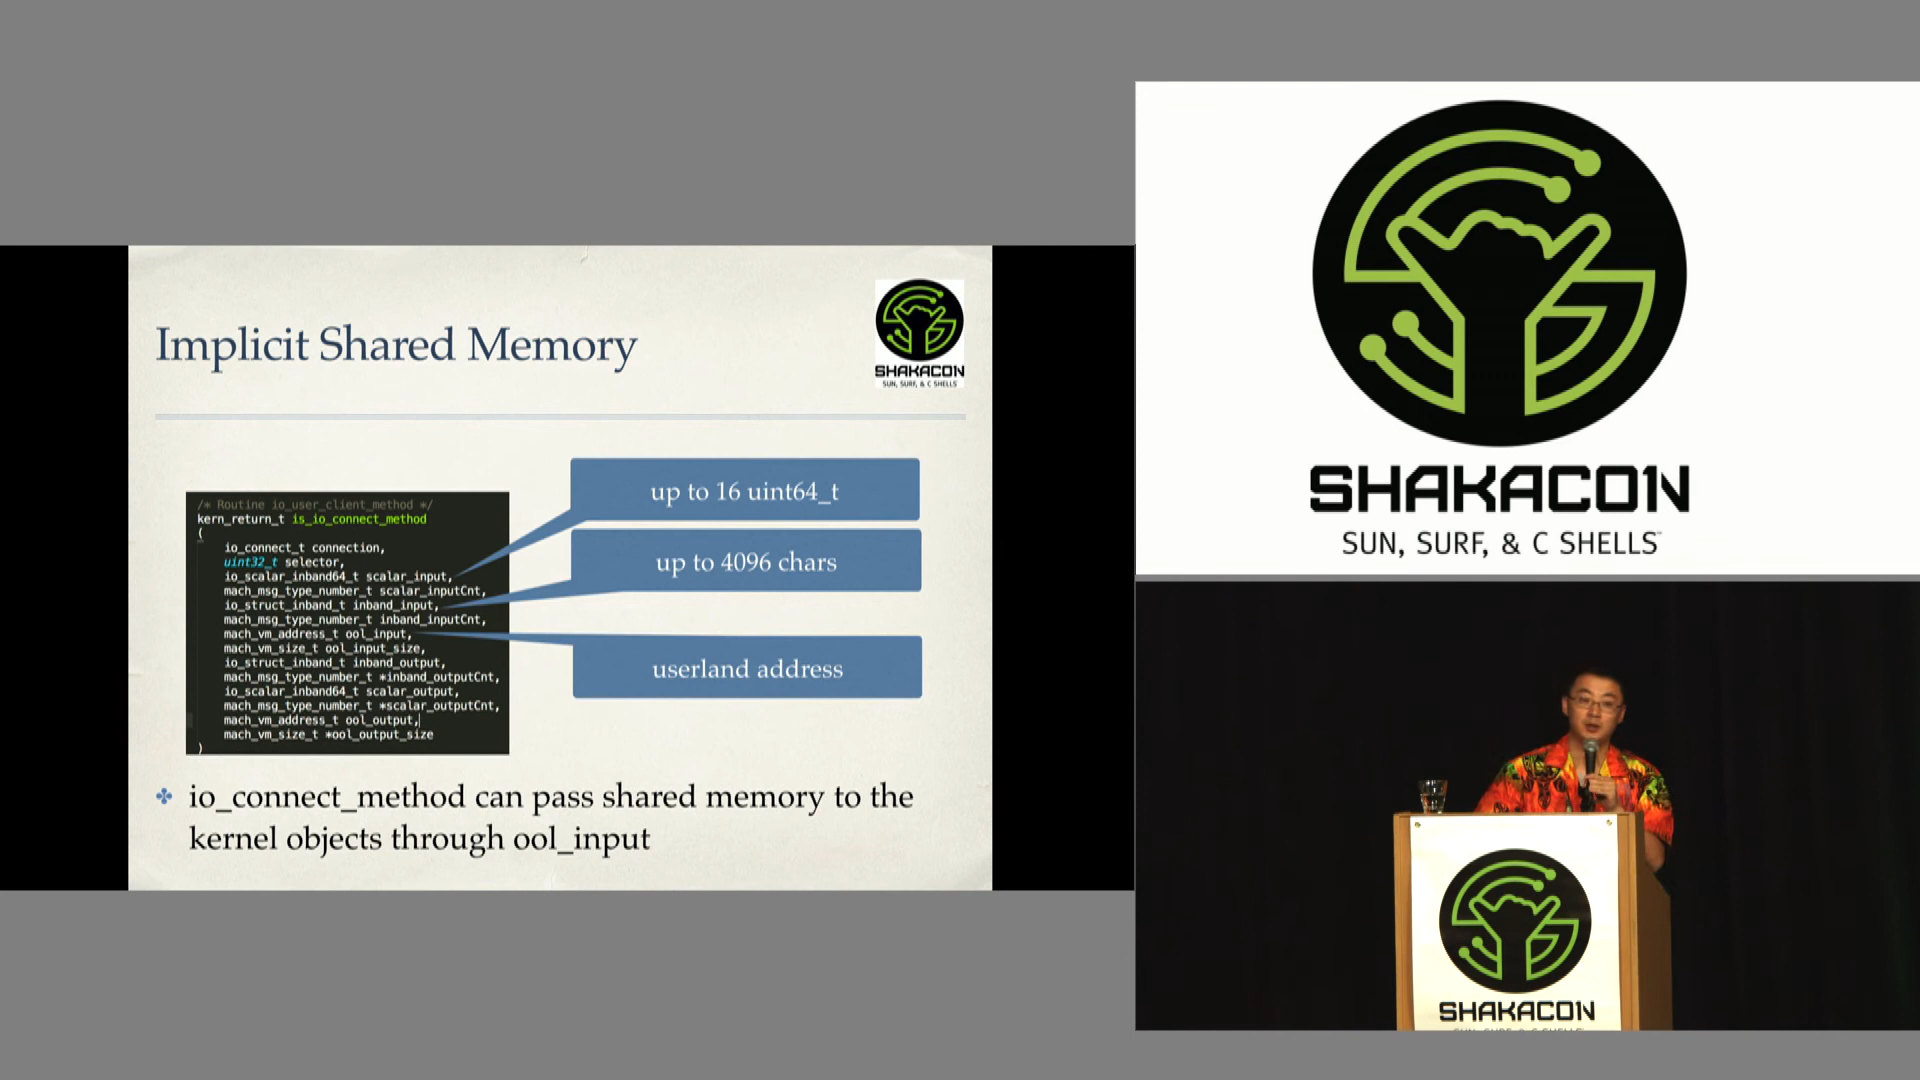 Implicit Shared Memory
SHAKACON
SUN, SURF, & C SHELLS
/* Routine io_user_client_method */
kern_return_t is_io_connect_method
(
io_connect_t connection,
uint32_t selector,
io_scalar_inband64_t scalar_input,
mach_msg_type_number_t scalar_inputCnt,
io_struct_inband_t inband_input,
mach_msg_type_number_t inband_inputCnt,
mach_vm_address_t ool_input,
mach_vm_size_t ool_input_size,
io_struct_inband_t inband_output,
mach_msg_type_number_t *inband_outputCnt,
io_scalar_inband64_t scalar_output,
mach_msg_type_number_t *scalar_outputCnt,
mach_vm_address_t ool_output,
mach_vm_size_t *ool_output_size
)
up to 16 uint64_t
up to 4096 chars
userland address
io_connect_method can pass shared memory to the
kernel objects through ool_input
SHAKACON
SUN, SURF, & C SHELLS
SHAKACON
SUN, SURF, & C SHELLS